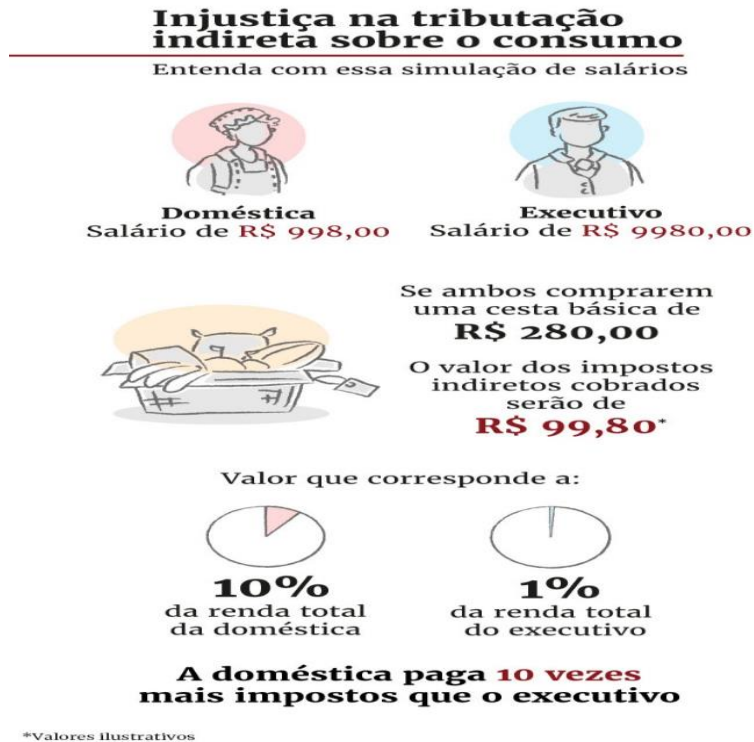 Injustiça na tributação
indireta sobre o consumo
Entenda com essa simulação de salários
Doméstica
Salário de R$ 998,00
Executivo
Salário de R$ 9980,00
Se ambos comprarem
uma cesta básica de
R$ 280,00
O valor dos impostos
indiretos cobrados
serão de
R$ 99,80*
Valor que corresponde a:
10%
da renda total
da doméstica
1%
da renda total
do executivo
A doméstica paga 10 vezes
mais impostos que o executivo
*Valores ilustrativos